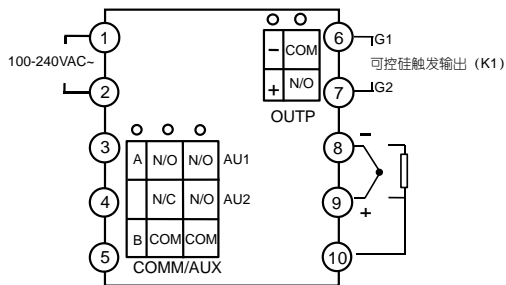 1
100-240VAC~
2
3
4
5
− COM
+ N/O
OUTP
6 G1
可控硅触发输出（K1）
7 G2
A N/O N/O AU1
N/C N/O AU2
B COM COM
COMM/AUX
8 −
9 +
10